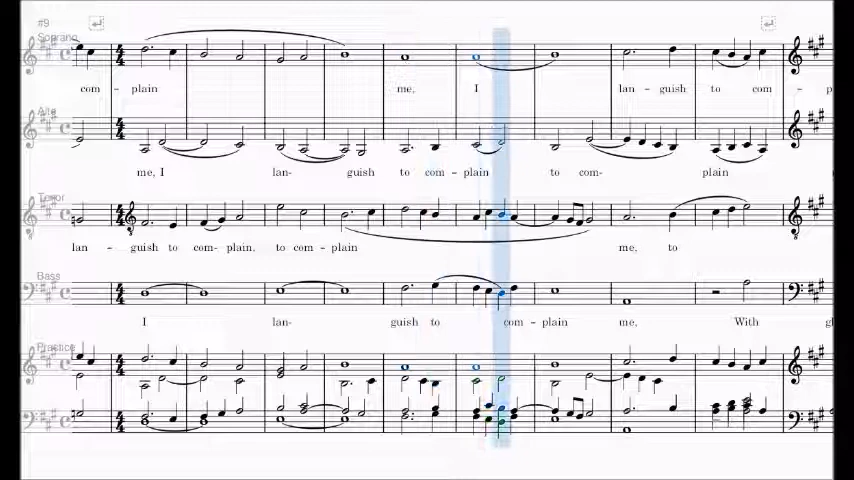 #9
Soprano
com – plain me, I lan – guish to com – p
Alto
me, I lan- guish to com – plain to com- plain
Tenor
lan – guish to com- plain, to com – plain me, to
Bass
I lan- guish to com – plain me, With gl
Practice